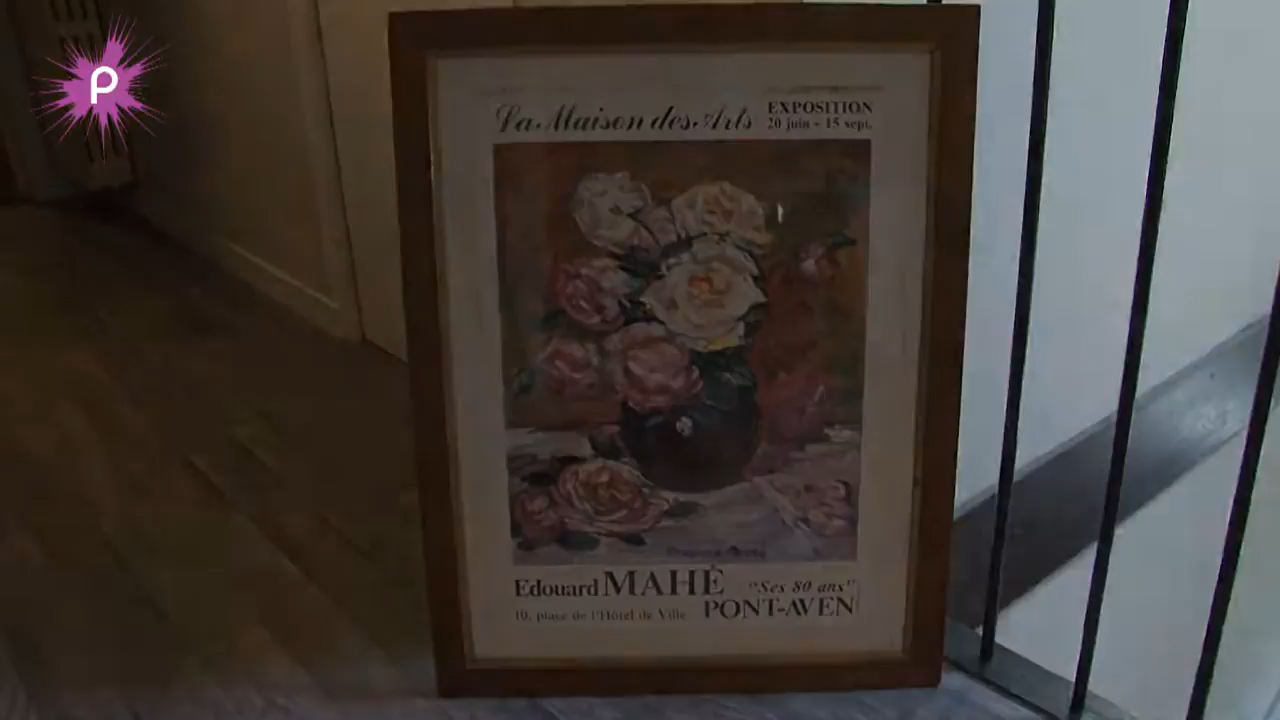 P
La Maison des Arts
EXPOSITION
20 juin - 15 sept.
Edouard MAHÉ
"Ses 80 ans"
10, place de l'Hôtel de Ville
PONT-AVEN